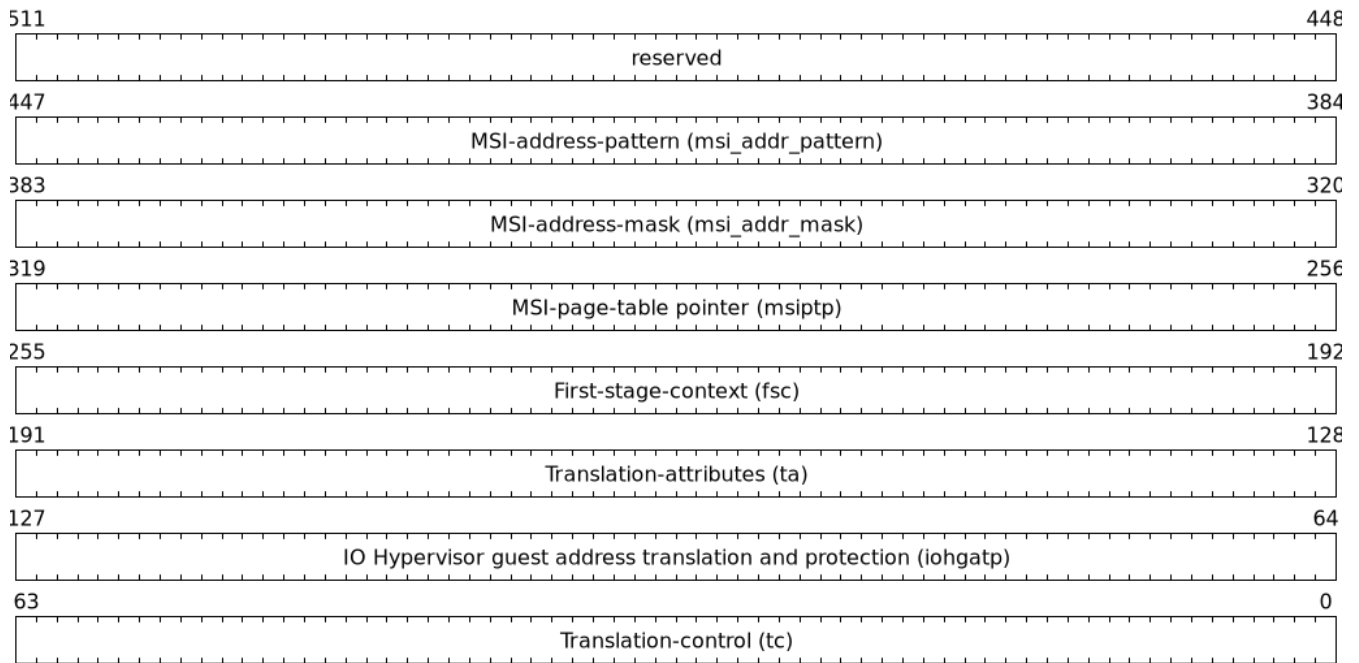 511 448
reserved
447 384
MSI-address-pattern (msi_addr_pattern)
383 320
MSI-address-mask (msi_addr_mask)
319 256
MSI-page-table pointer (msiptp)
255 192
First-stage-context (fsc)
191 128
Translation-attributes (ta)
127 64
IO Hypervisor guest address translation and protection (iohgatp)
63 0
Translation-control (tc)